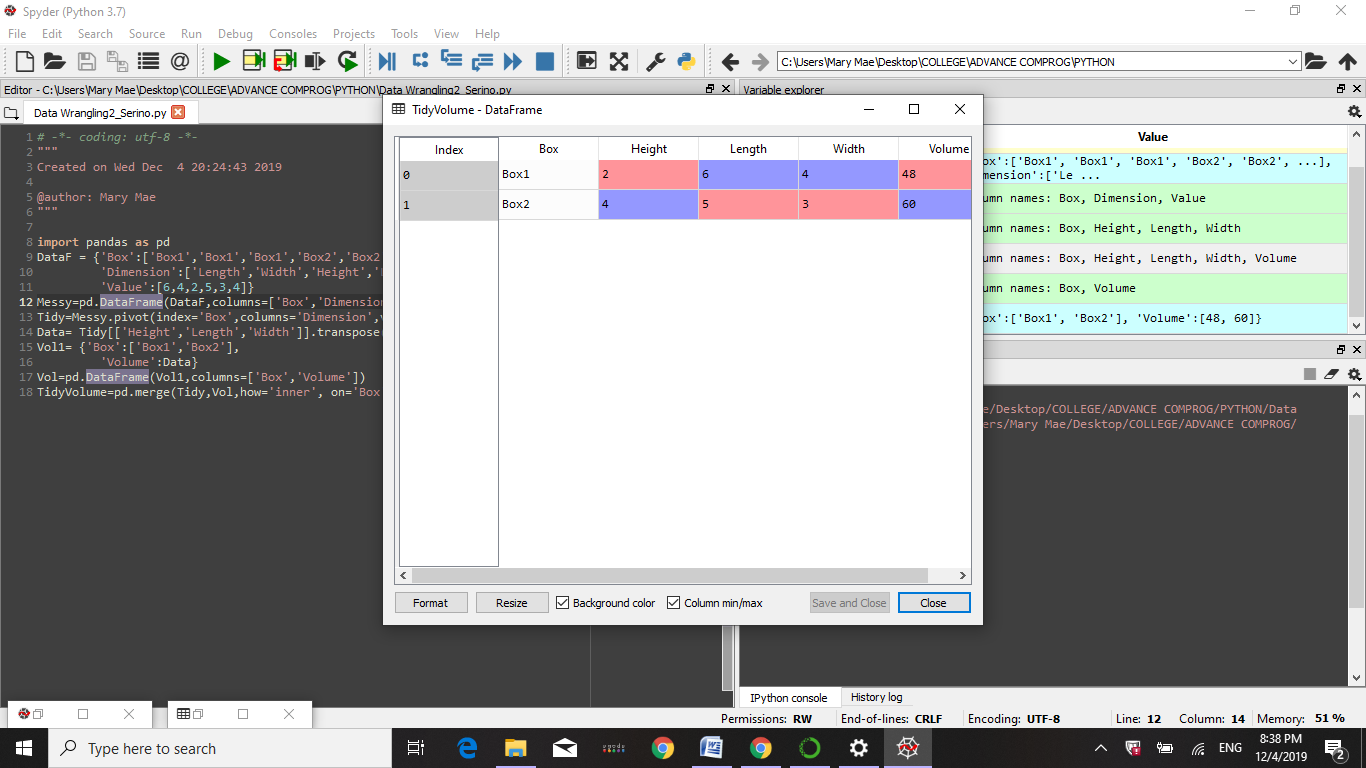 Spyder (Python 3.7)
File Edit Search Source Run Debug Consoles Projects Tools View Help
C:\Users\Mary Mae\Desktop\COLLEGE\ADVANCE COMPROG\PYTHON
Editor - C:\Users\Mary Mae\Desktop\COLLEGE\ADVANCE COMPROG\PYTHON\Data Wrangling2_Serino.py
Data Wrangling2_Serino.py
1 # -*- coding: utf-8 -*-
2 """
3 Created on Wed Dec  4 20:24:43 2019
4
5 @author: Mary Mae
6 """
7
8 import pandas as pd
9 DataF = {'Box':['Box1','Box1','Box1','Box2','Box2
10 'Dimension':['Length','Width','Height','
11 'Value':[6,4,2,5,3,4]}
12 Messy=pd.DataFrame(DataF,columns=['Box','Dimension
13 Tidy=Messy.pivot(index='Box',columns='Dimension',
14 Data= Tidy[['Height','Length','Width']].transpose
15 Vol1= {'Box':['Box1','Box2'],
16 'Volume':Data}
17 Vol=pd.DataFrame(Vol1,columns=['Box','Volume'])
18 TidyVolume=pd.merge(Tidy,Vol,how='inner', on='Box
TidyVolume - DataFrame
Index Box Height Length Width Volume
0 Box1 2 6 4 48
1 Box2 4 5 3 60
Format Resize Background color Column min/max Save and Close Close
Variable explorer
Value
ox':['Box1', 'Box1', 'Box1', 'Box2', 'Box2', ...],
mension':['Le ...
umn names: Box, Dimension, Value
umn names: Box, Height, Length, Width
umn names: Box, Height, Length, Width, Volume
umn names: Box, Volume
ox':['Box1', 'Box2'], 'Volume':[48, 60]}
e/Desktop/COLLEGE/ADVANCE COMPROG/PYTHON/Data
ers/Mary Mae/Desktop/COLLEGE/ADVANCE COMPROG/
IPython console History log
Permissions: RW End-of-lines: CRLF Encoding: UTF-8 Line: 12 Column: 14 Memory: 51 %
Type here to search
ENG
8:38 PM
12/4/2019
2